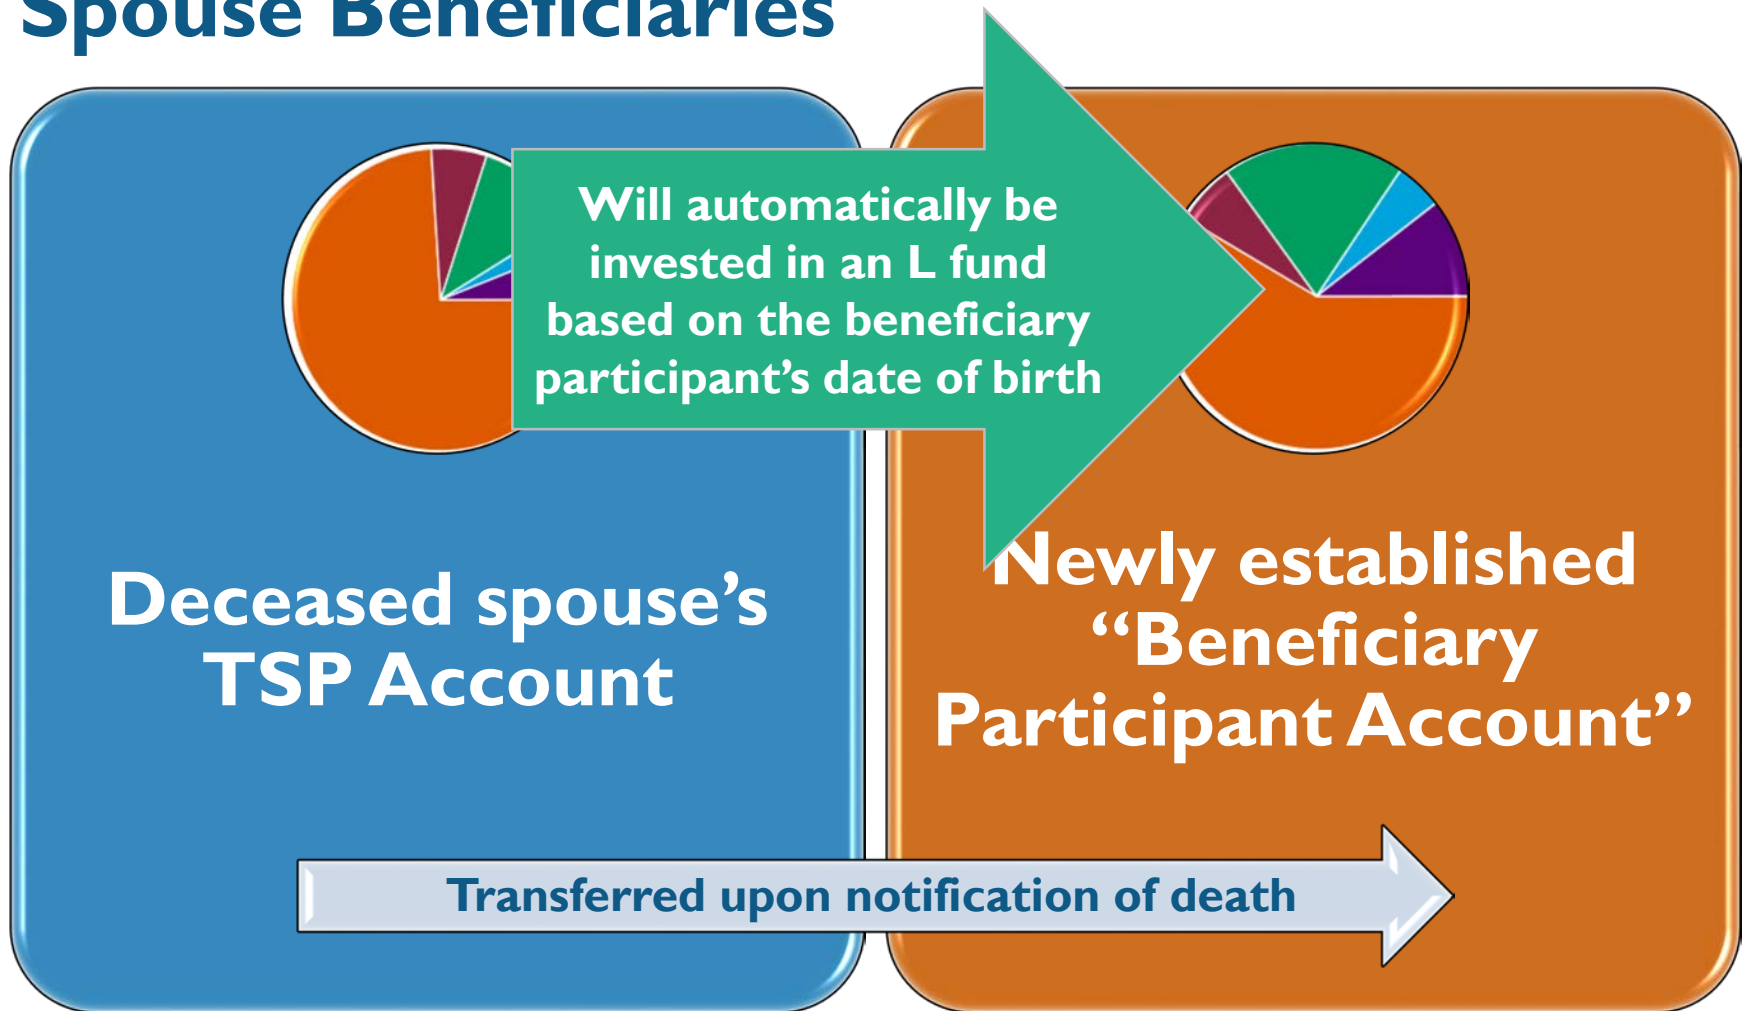 Spouse Beneficiaries
Will automatically be
invested in an L fund
based on the beneficiary
participant’s date of birth
Deceased spouse’s
TSP Account
Newly established
“Beneficiary
Participant Account”
Transferred upon notification of death